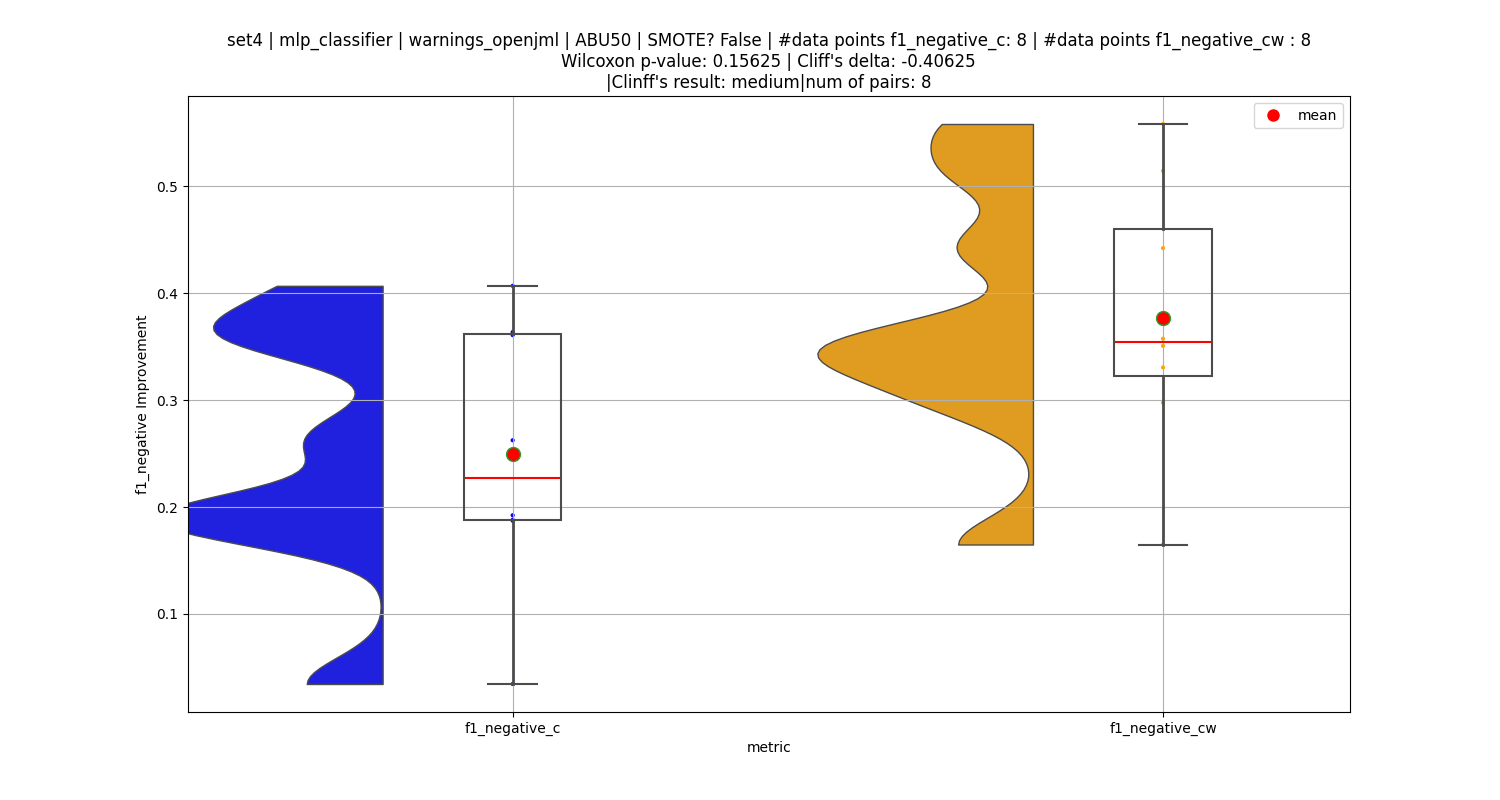 set4 | mlp_classifier | warnings_openjml | ABU50 | SMOTE? False | #data points f1_negative_c: 8 | #data points f1_negative_cw : 8
Wilcoxon p-value: 0.15625 | Cliff's delta: -0.40625
|Clinff's result: medium|num of pairs: 8
mean
0.5
0.4
0.3
0.2
0.1
f1_negative Improvement
f1_negative_c
f1_negative_cw
metric